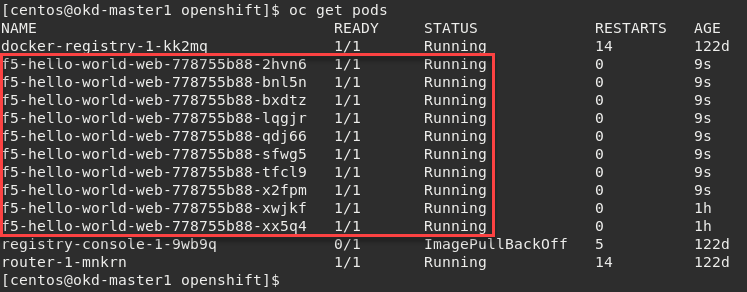 [centos@okd-master1 openshift]$ oc get pods
NAME READY STATUS RESTARTS AGE
docker-registry-1-kk2mq 1/1 Running 14 122d
f5-hello-world-web-778755b88-2hvn6 1/1 Running 0 9s
f5-hello-world-web-778755b88-bnl5n 1/1 Running 0 9s
f5-hello-world-web-778755b88-bxdtz 1/1 Running 0 9s
f5-hello-world-web-778755b88-lqgjr 1/1 Running 0 9s
f5-hello-world-web-778755b88-qdj66 1/1 Running 0 9s
f5-hello-world-web-778755b88-sfwg5 1/1 Running 0 9s
f5-hello-world-web-778755b88-tfcl9 1/1 Running 0 9s
f5-hello-world-web-778755b88-x2fpm 1/1 Running 0 9s
f5-hello-world-web-778755b88-xwjkf 1/1 Running 0 1h
f5-hello-world-web-778755b88-xx5q4 1/1 Running 0 1h
registry-console-1-9wb9q 0/1 ImagePullBackOff 5 122d
router-1-mnkrn 1/1 Running 14 122d
[centos@okd-master1 openshift]$